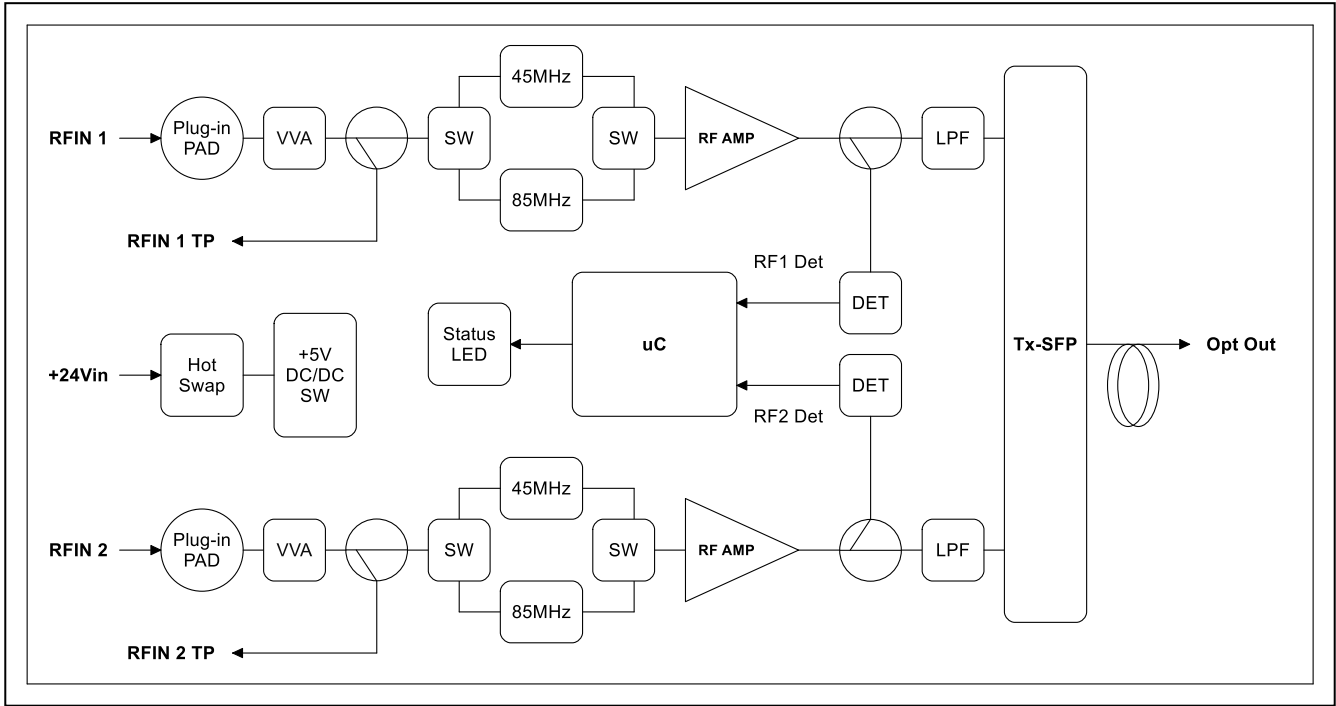 45MHz
RFIN 1
Plug-in
PAD
VVA
SW
SW
RF AMP
LPF
85MHz
RFIN 1 TP
RF1 Det
DET
Status
LED
uC
Tx-SFP
Opt Out
+24Vin
Hot
Swap
+5V
DC/DC
SW
DET
RF2 Det
45MHz
RFIN 2
Plug-in
PAD
VVA
SW
SW
RF AMP
LPF
85MHz
RFIN 2 TP